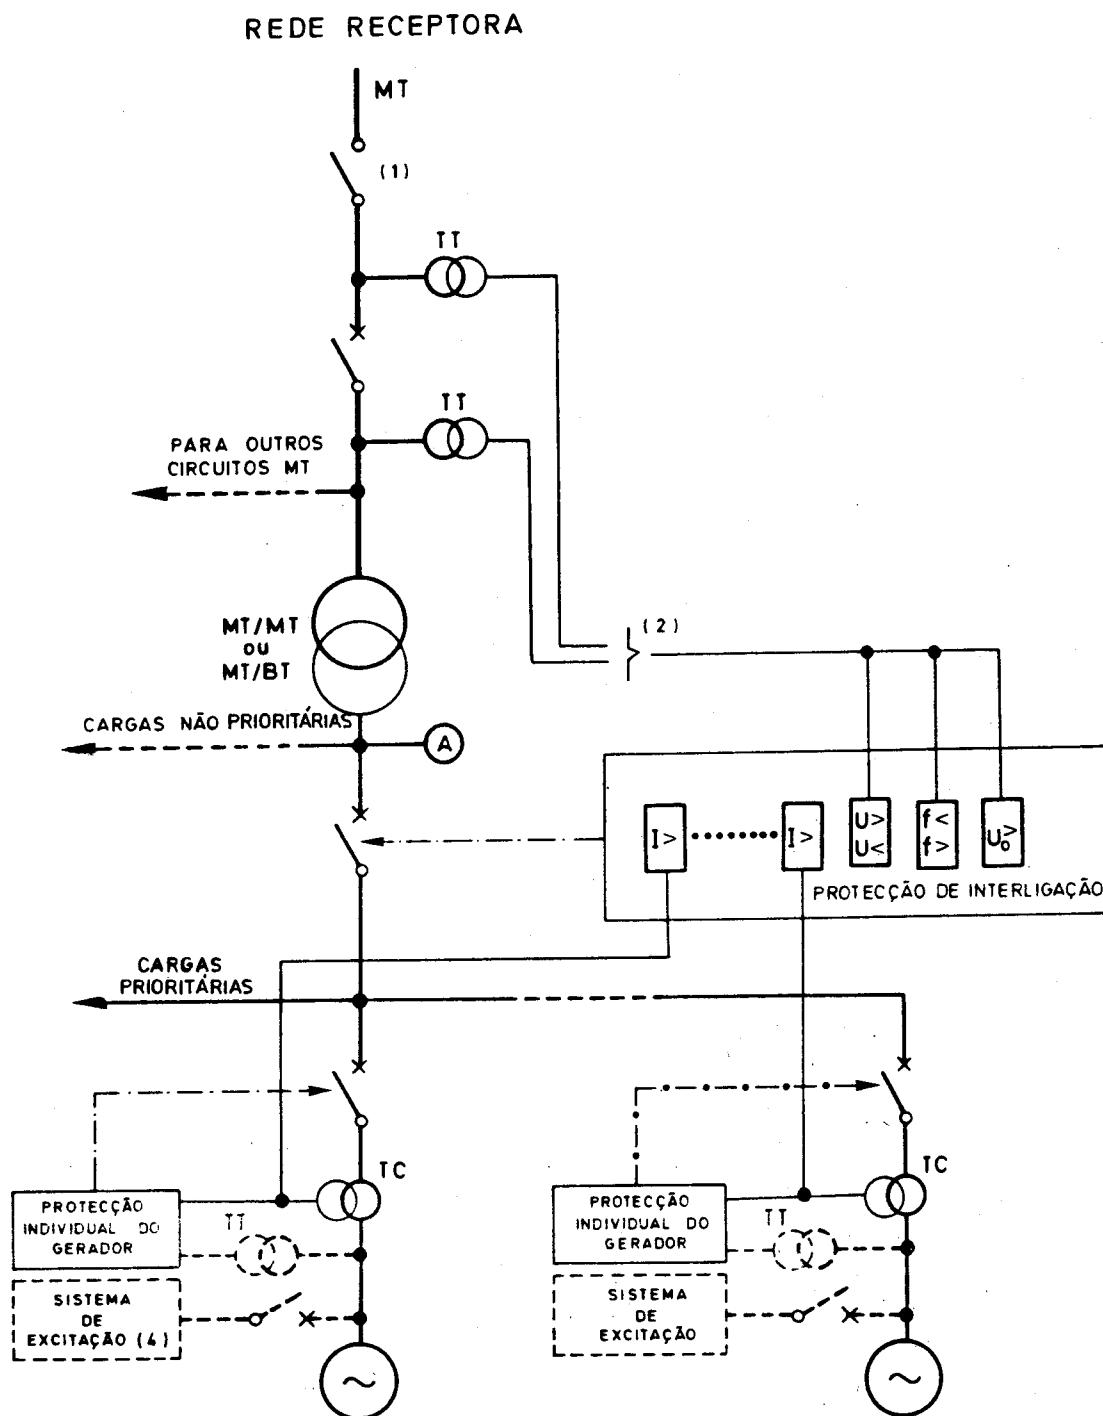 REDE RECEPTORA
MT
(1)
TT
TT
PARA OUTROS
CIRCUITOS MT
(2)
MT/MT
ou
MT/BT
CARGAS NÃO PRIORITÁRIAS
A
I>
I>
U>
U<
f<
f>
U₀>
PROTECÇÃO DE INTERLIGAÇÃO
CARGAS
PRIORITÁRIAS
TC
TC
PROTECÇÃO
INDIVIDUAL DO
GERADOR
TT
PROTECÇÃO
INDIVIDUAL DO
GERADOR
TT
SISTEMA
DE
EXCITAÇÃO (4)
SISTEMA
DE
EXCITAÇÃO